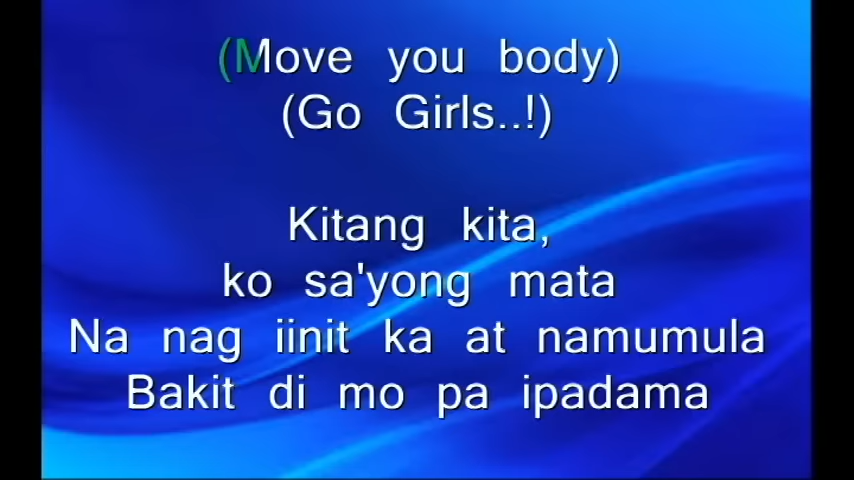 (Move you body)
(Go Girls..!)
Kitang kita,
ko sa'yong mata
Na nag iinit ka at namumula
Bakit di mo pa ipadama